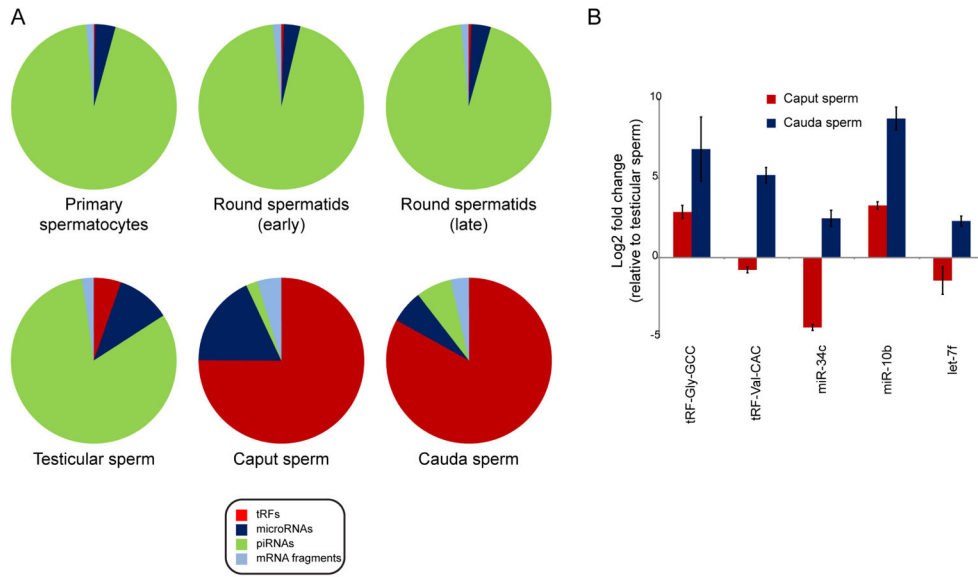 A
Primary
spermatocytes
Round spermatids
(early)
Round spermatids
(late)
Testicular sperm
Caput sperm
Cauda sperm
tRFs
microRNAs
piRNAs
mRNA fragments
B
Caput sperm
Cauda sperm
Log2 fold change
(relative to testicular sperm)
10
5
0
-5
tRF-Gly-GCC
tRF-Val-CAC
miR-34c
miR-10b
let-7f